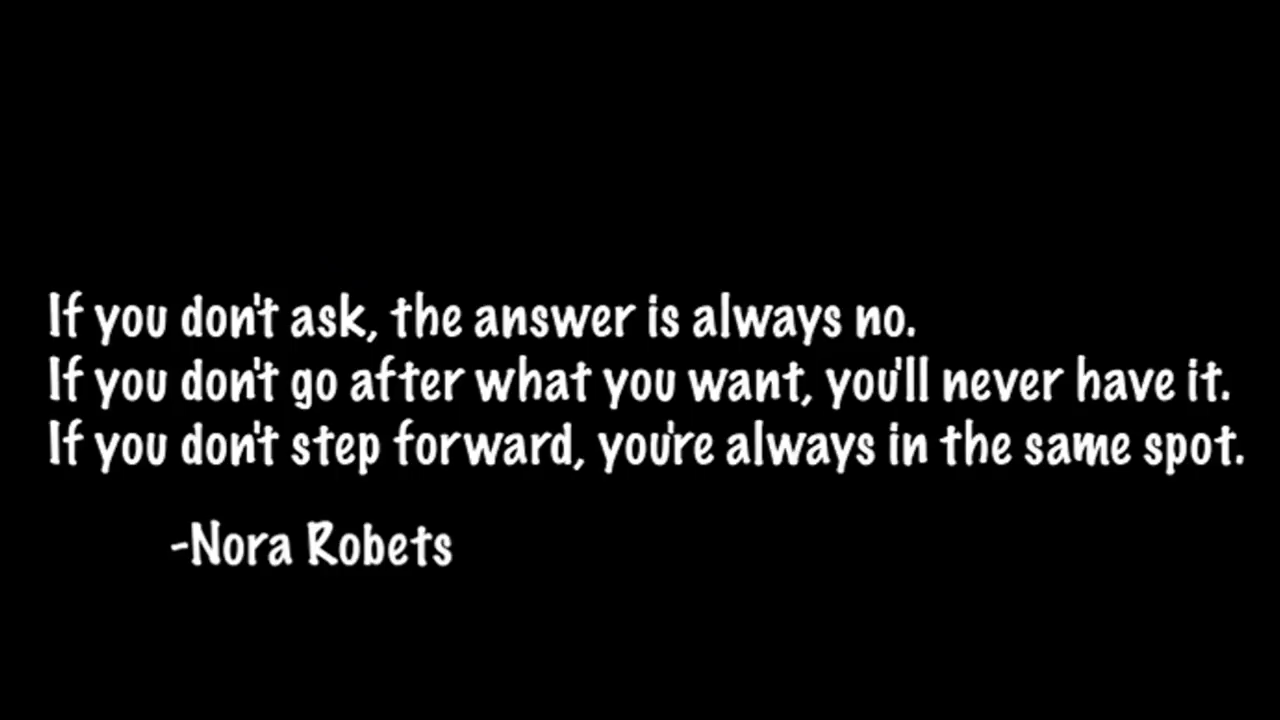 If you don't ask, the answer is always no.
If you don't go after what you want, you'll never have it.
If you don't step forward, you're always in the same spot.
-Nora Robets